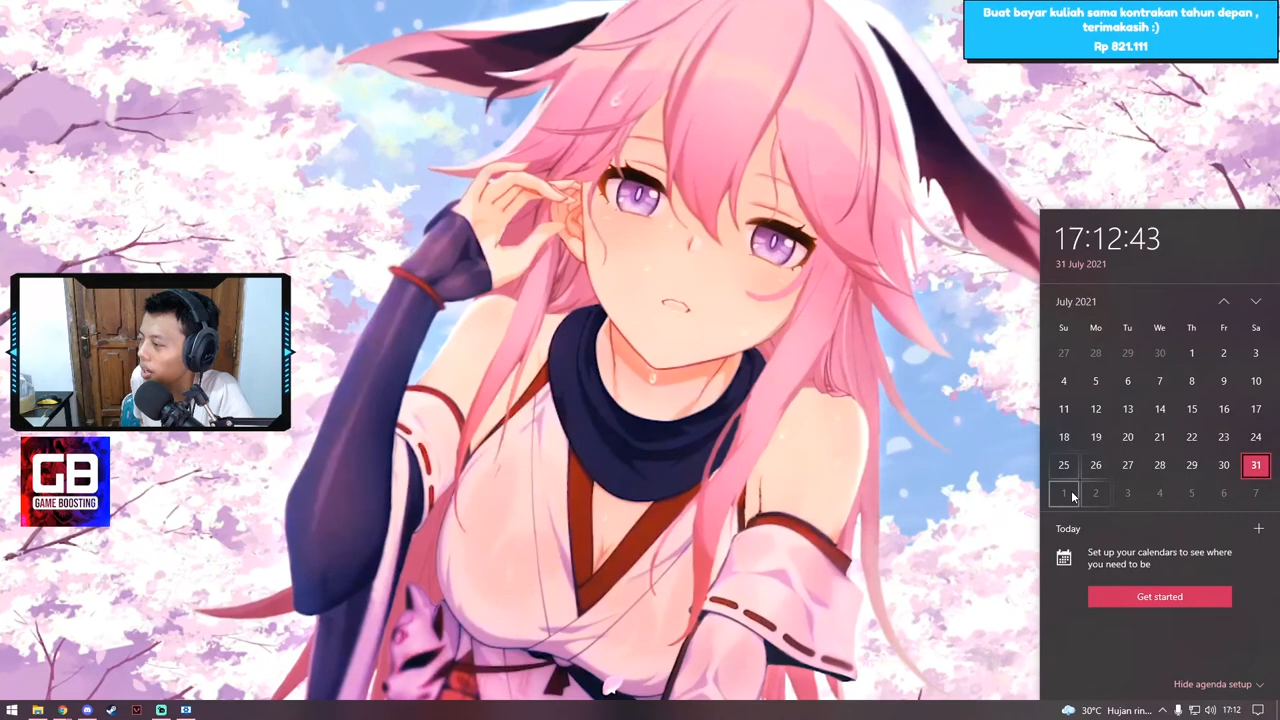 Buat bayar kuliah sama kontrakan tahun depan ,
terimakasih :)
Rp 821.111
17:12:43
31 July 2021
July 2021
Su Mo Tu We Th Fr Sa
27 28 29 30 1 2 3
4 5 6 7 8 9 10
11 12 13 14 15 16 17
18 19 20 21 22 23 24
25 26 27 28 29 30 31
1 2 3 4 5 6 7
Today
Set up your calendars to see where
you need to be
Get started
Hide agenda setup
GB
GAME BOOSTING
30°C Hujan rin... 17:12